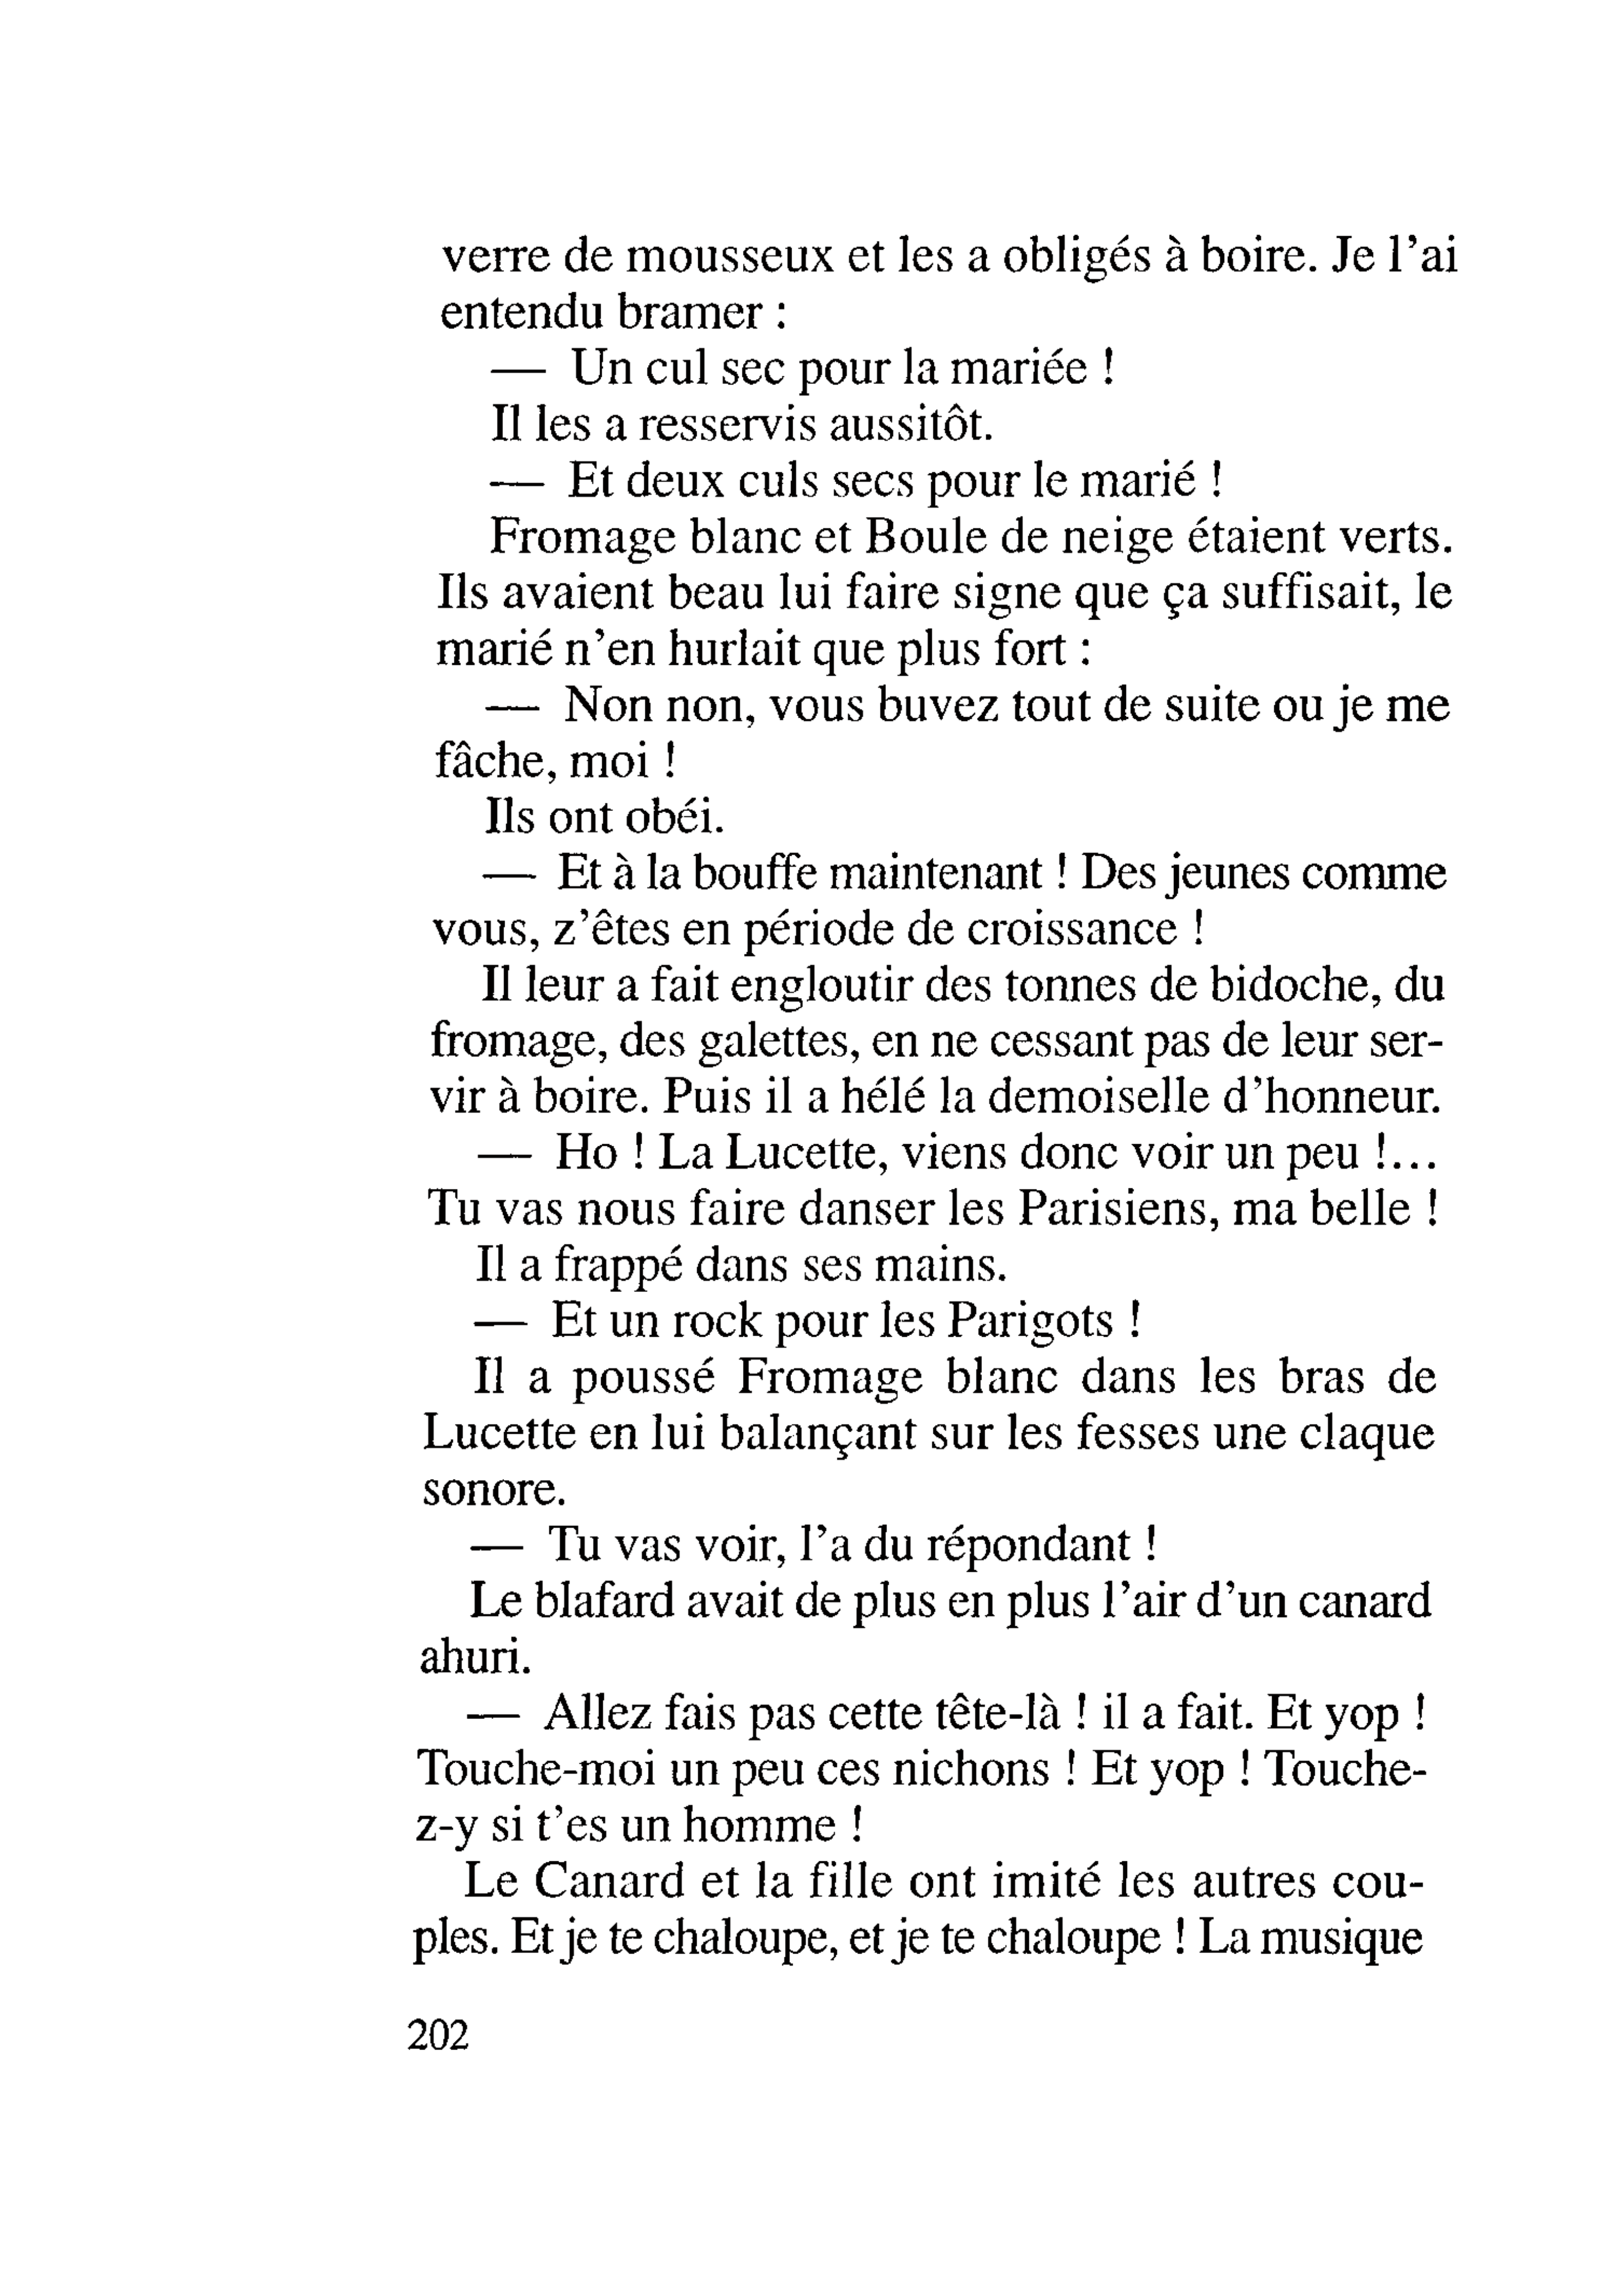 verre de mousseux et les a obligés à boire. Je l’ai
entendu bramer :
— Un cul sec pour la mariée !
Il les a resservis aussitôt.
— Et deux culs secs pour le marié !
Fromage blanc et Boule de neige étaient verts.
Ils avaient beau lui faire signe que ça suffisait, le
marié n’en hurlait que plus fort :
— Non non, vous buvez tout de suite ou je me
fâche, moi !
Ils ont obéi.
— Et à la bouffe maintenant ! Des jeunes comme
vous, z’êtes en période de croissance !
Il leur a fait engloutir des tonnes de bidoche, du
fromage, des galettes, en ne cessant pas de leur ser-
vir à boire. Puis il a hélé la demoiselle d’honneur.
— Ho ! La Lucette, viens donc voir un peu !...
Tu vas nous faire danser les Parisiens, ma belle !
Il a frappé dans ses mains.
— Et un rock pour les Parigots !
Il a poussé Fromage blanc dans les bras de
Lucette en lui balançant sur les fesses une claque
sonore.
— Tu vas voir, l’a du répondant !
Le blafard avait de plus en plus l’air d’un canard
ahuri.
— Allez fais pas cette tête-là ! il a fait. Et yop !
Touche-moi un peu ces nichons ! Et yop ! Touche-
z-y si t’es un homme !
Le Canard et la fille ont imité les autres cou-
ples. Et je te chaloupe, et je te chaloupe ! La musique
202